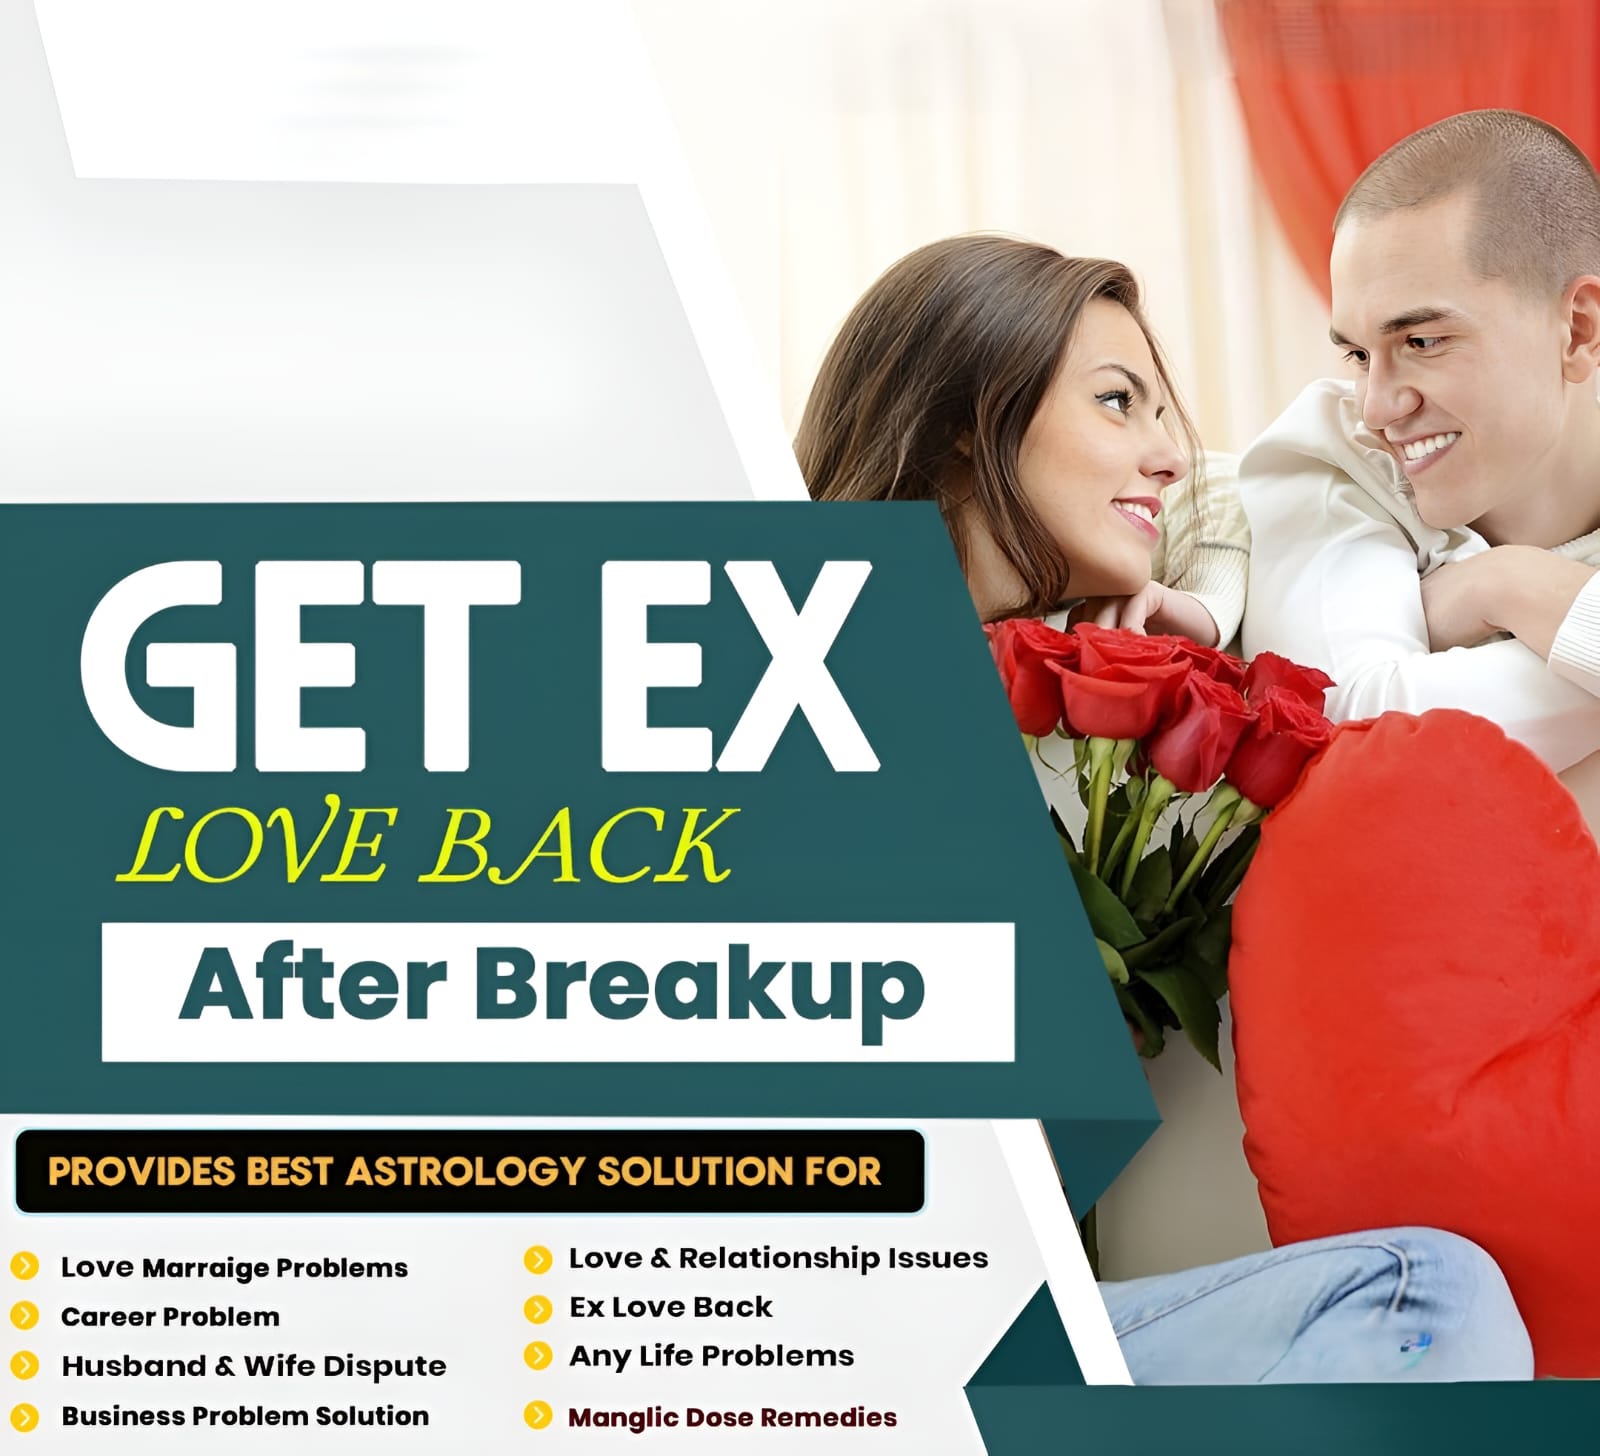 GET EX
LOVE BACK
After Breakup
PROVIDES BEST ASTROLOGY SOLUTION FOR
Love Marraige Problems
Career Problem
Husband & Wife Dispute
Business Problem Solution
Love & Relationship Issues
Ex Love Back
Any Life Problems
Manglic Dose Remedies